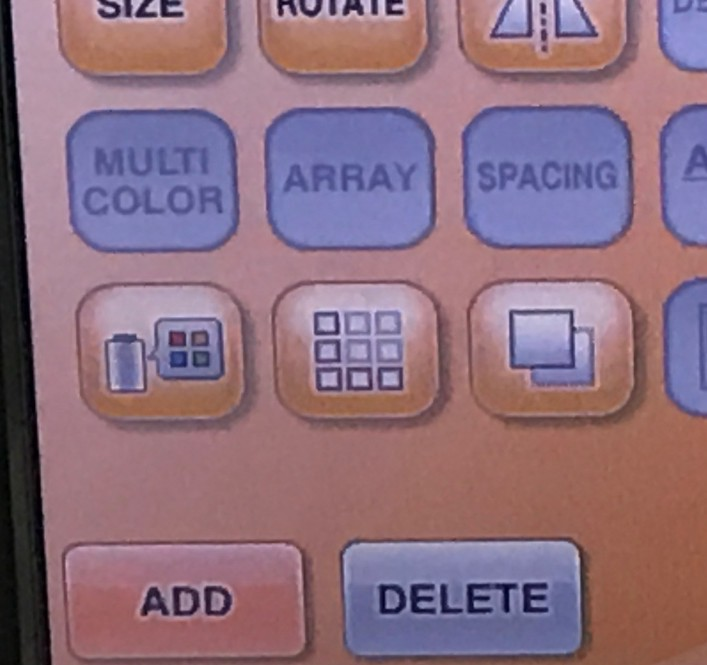 SIZE
ROTATE
MULTI
COLOR
ARRAY
SPACING
ADD
DELETE